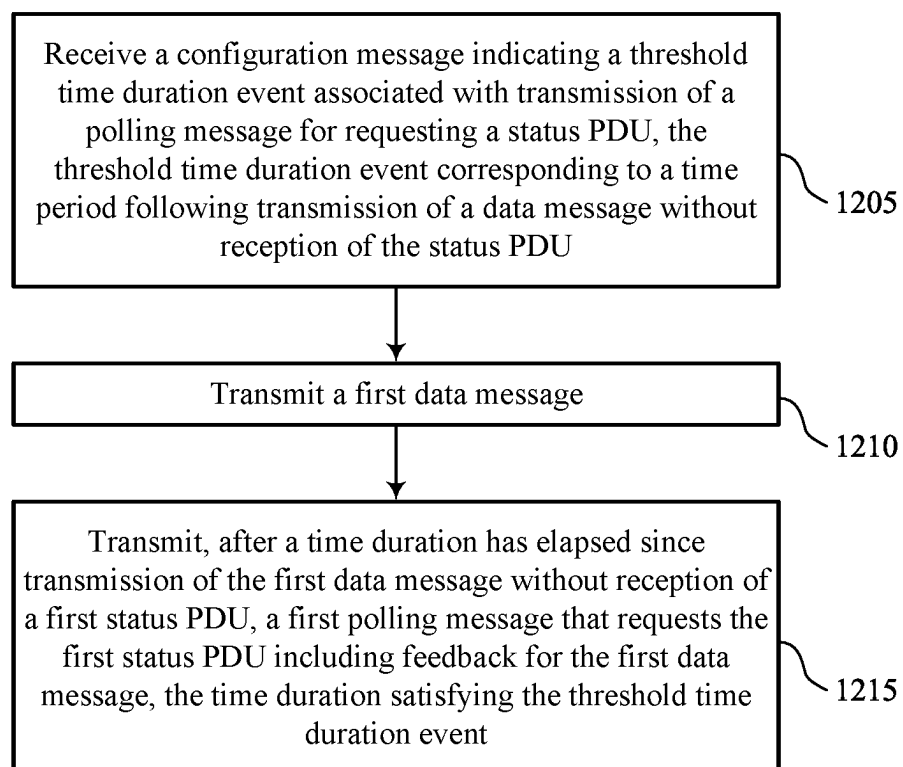 Receive a configuration message indicating a threshold
time duration event associated with transmission of a
polling message for requesting a status PDU, the
threshold time duration event corresponding to a time
period following transmission of a data message without
reception of the status PDU
1205
Transmit a first data message
1210
Transmit, after a time duration has elapsed since
transmission of the first data message without reception of
a first status PDU, a first polling message that requests the
first status PDU including feedback for the first data
message, the time duration satisfying the threshold time
duration event
1215